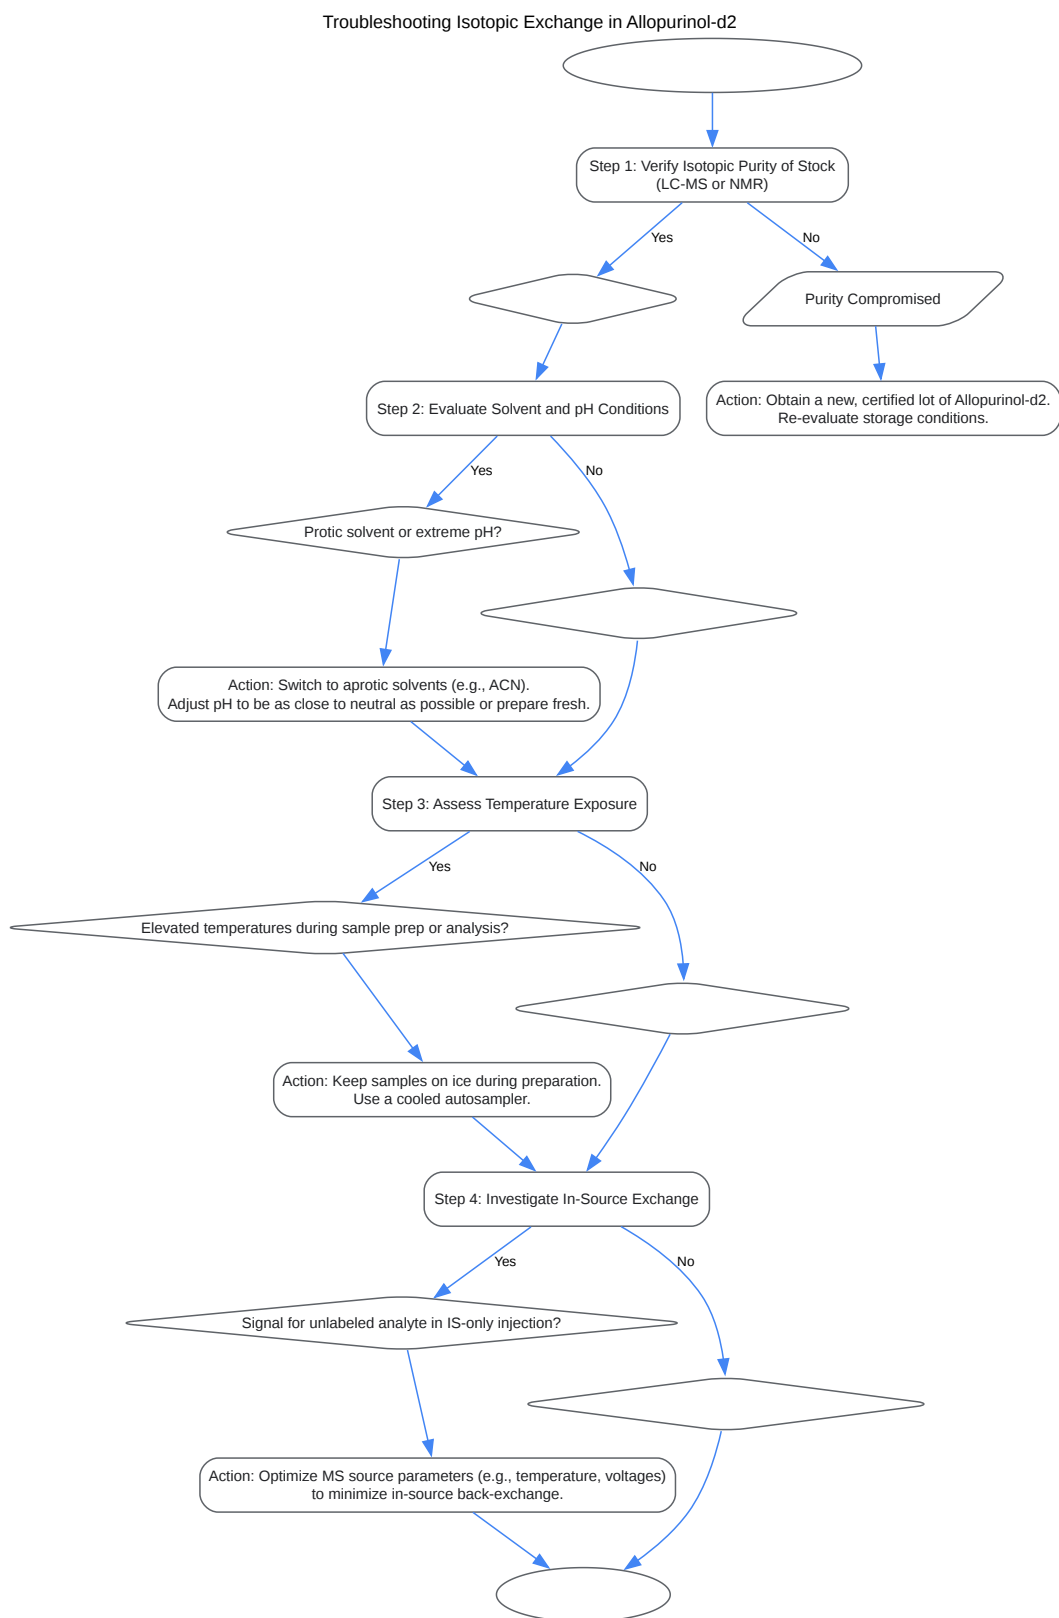 Troubleshooting Isotopic Exchange in Allopurinol-d2
Step 1: Verify Isotopic Purity of Stock
(LC-MS or NMR)
Yes
No
Purity Compromised
Step 2: Evaluate Solvent and pH Conditions
Action: Obtain a new, certified lot of Allopurinol-d2.
Re-evaluate storage conditions.
Yes
No
Protic solvent or extreme pH?
Action: Switch to aprotic solvents (e.g., ACN).
Adjust pH to be as close to neutral as possible or prepare fresh.
Step 3: Assess Temperature Exposure
Yes
No
Elevated temperatures during sample prep or analysis?
Action: Keep samples on ice during preparation.
Use a cooled autosampler.
Step 4: Investigate In-Source Exchange
Yes
No
Signal for unlabeled analyte in IS-only injection?
Action: Optimize MS source parameters (e.g., temperature, voltages)
to minimize in-source back-exchange.